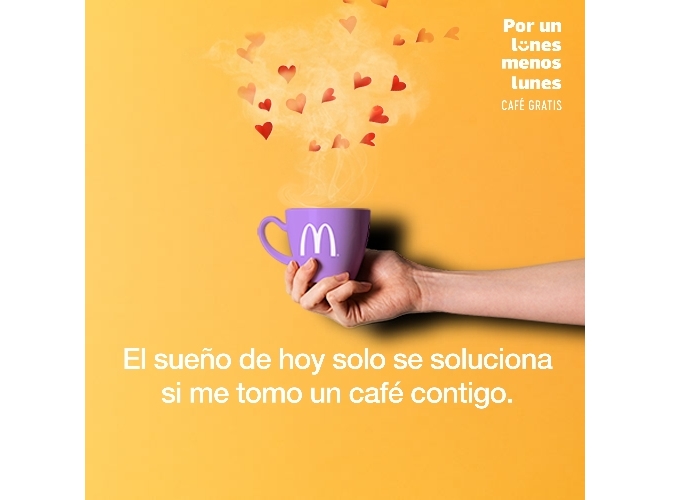 Por un
lunes
menos
lunes
CAFÉ GRATIS
M
El sueño de hoy solo se soluciona
si me tomo un café contigo.